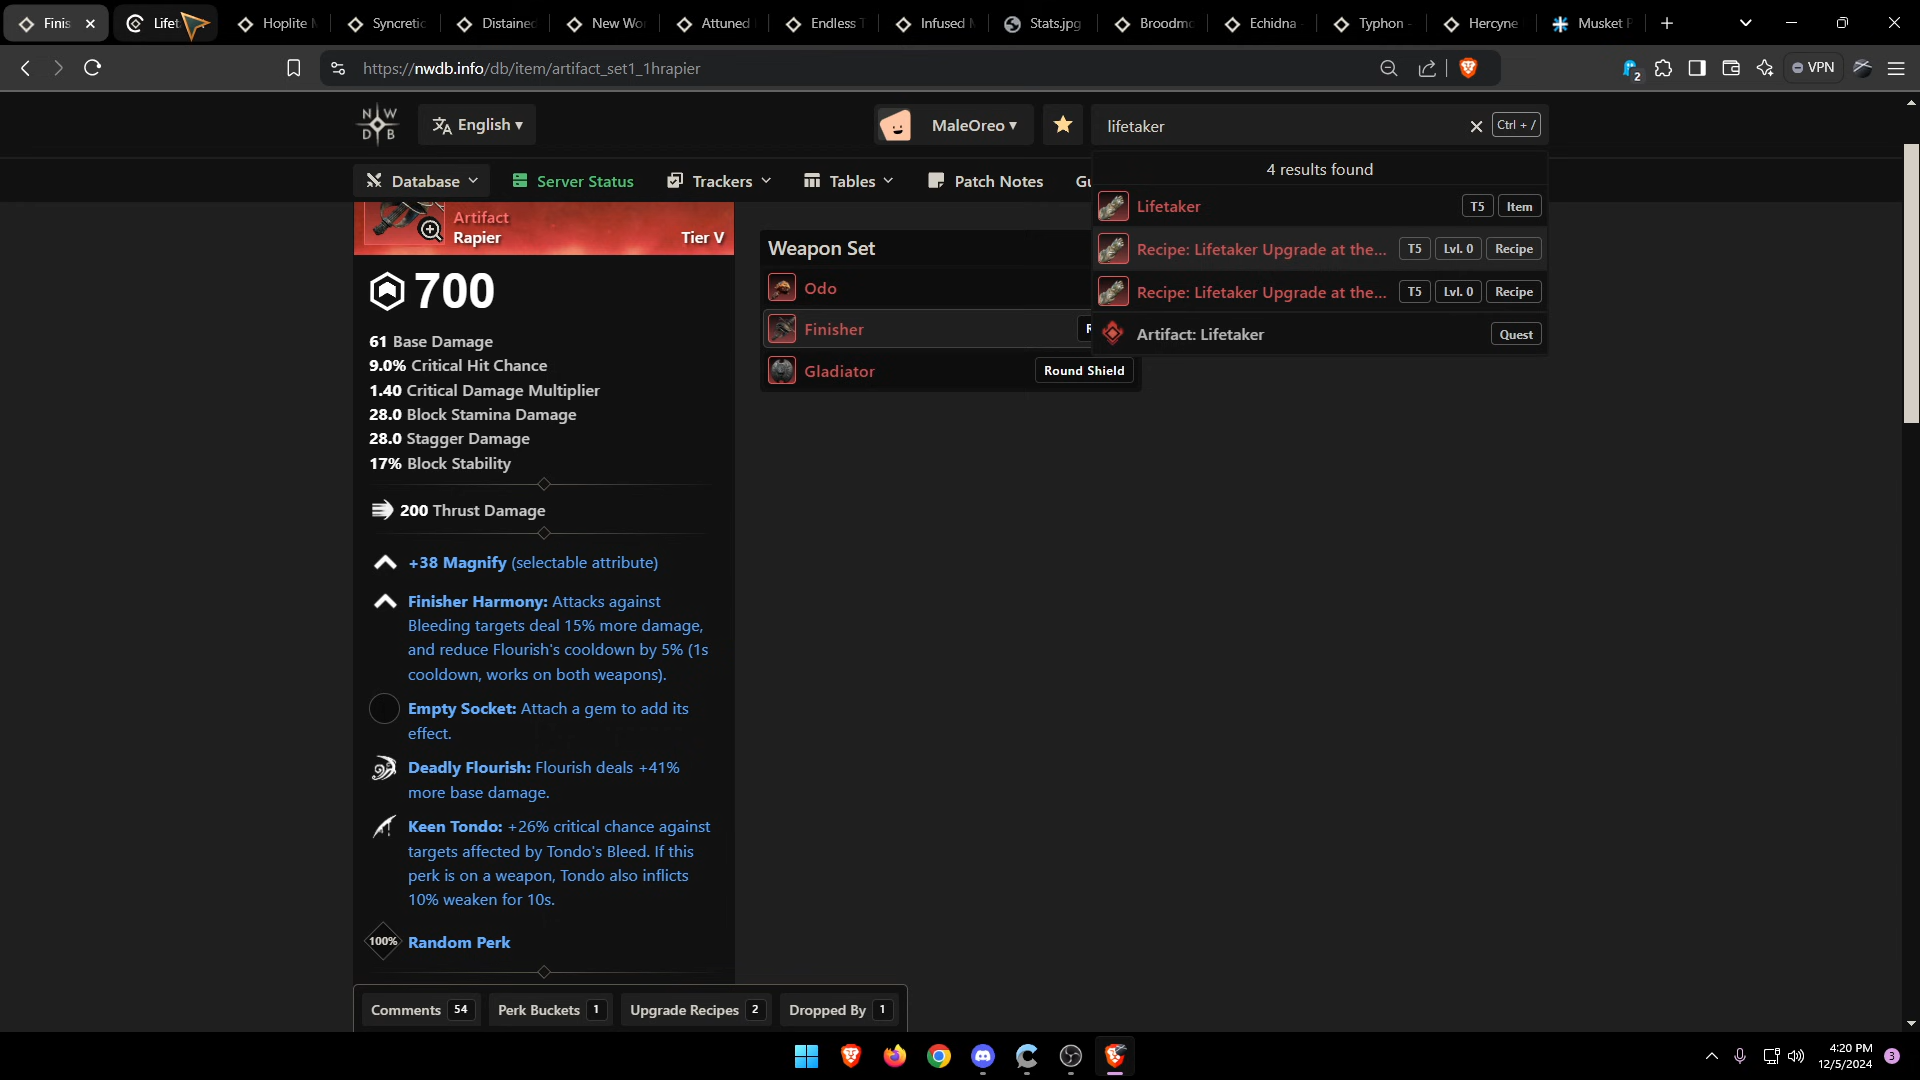 Finis
Lifet
Hoplite M
Syncretic
Distained
New Wor
Attuned
Endless T
Infused M
Stats.jpg
Broodmo
Echidna -
Typhon -
Hercyne
Musket P
https://nwdb.info/db/item/artifact_set1_1hrapier
2
VPN
N W D B
English ▾
MaleOreo ▾
lifetaker
Ctrl + /
Database
Server Status
Trackers
Tables
Patch Notes
Gu
4 results found
Lifetaker
T5
Item
Recipe: Lifetaker Upgrade at the...
T5
Lvl. 0
Recipe
Recipe: Lifetaker Upgrade at the...
T5
Lvl. 0
Recipe
Artifact: Lifetaker
Quest
Artifact
Rapier
Tier V
700
61 Base Damage
9.0% Critical Hit Chance
1.40 Critical Damage Multiplier
28.0 Block Stamina Damage
28.0 Stagger Damage
17% Block Stability
200 Thrust Damage
+38 Magnify (selectable attribute)
Finisher Harmony: Attacks against
Bleeding targets deal 15% more damage,
and reduce Flourish's cooldown by 5% (1s
cooldown, works on both weapons).
Empty Socket: Attach a gem to add its
effect.
Deadly Flourish: Flourish deals +41%
more base damage.
Keen Tondo: +26% critical chance against
targets affected by Tondo's Bleed. If this
perk is on a weapon, Tondo also inflicts
10% weaken for 10s.
100%
Random Perk
Weapon Set
Odo
Finisher
R
Gladiator
Round Shield
Comments 54
Perk Buckets 1
Upgrade Recipes 2
Dropped By 1
4:20 PM
12/5/2024
3